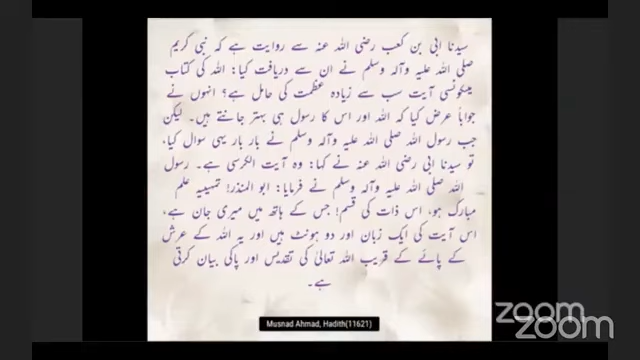 سیدنا ابی بن کعب رضی اللہ عنہ سے روایت ہے کہ نبی کریم
صلی اللہ علیہ وآلہ وسلم نے ان سے دریافت کیا: اللہ کی کتاب
میںکونسی آیت سب سے زیادہ عظمت کی حامل ہے؟ انہوں نے
جواباً عرض کیا کہ اللہ اور اس کا رسول ہی بہتر جانتے ہیں۔ لیکن
جب رسول اللہ صلی اللہ علیہ وآلہ وسلم نے بار بار یہی سوال کیا،
تو سیدنا ابی رضی اللہ عنہ نے کہا: وہ آیت الکرسی ہے۔ رسول
اللہ صلی اللہ علیہ وآلہ وسلم نے فرمایا: ابو المنذر! تمہیںیہ علم
مبارک ہو، اس ذات کی قسم! جس کے ہاتھ میں میری جان ہے،
اس آیت کی ایک زبان اور دو ہونٹ ہیں اور یہ اللہ کے عرش
کے پائے کے قریب اللہ تعالیٰ کی تقدیس اور پاکی بیان کرتی
ہے۔
Musnad Ahmad, Hadith(11621)
zoom
zoom